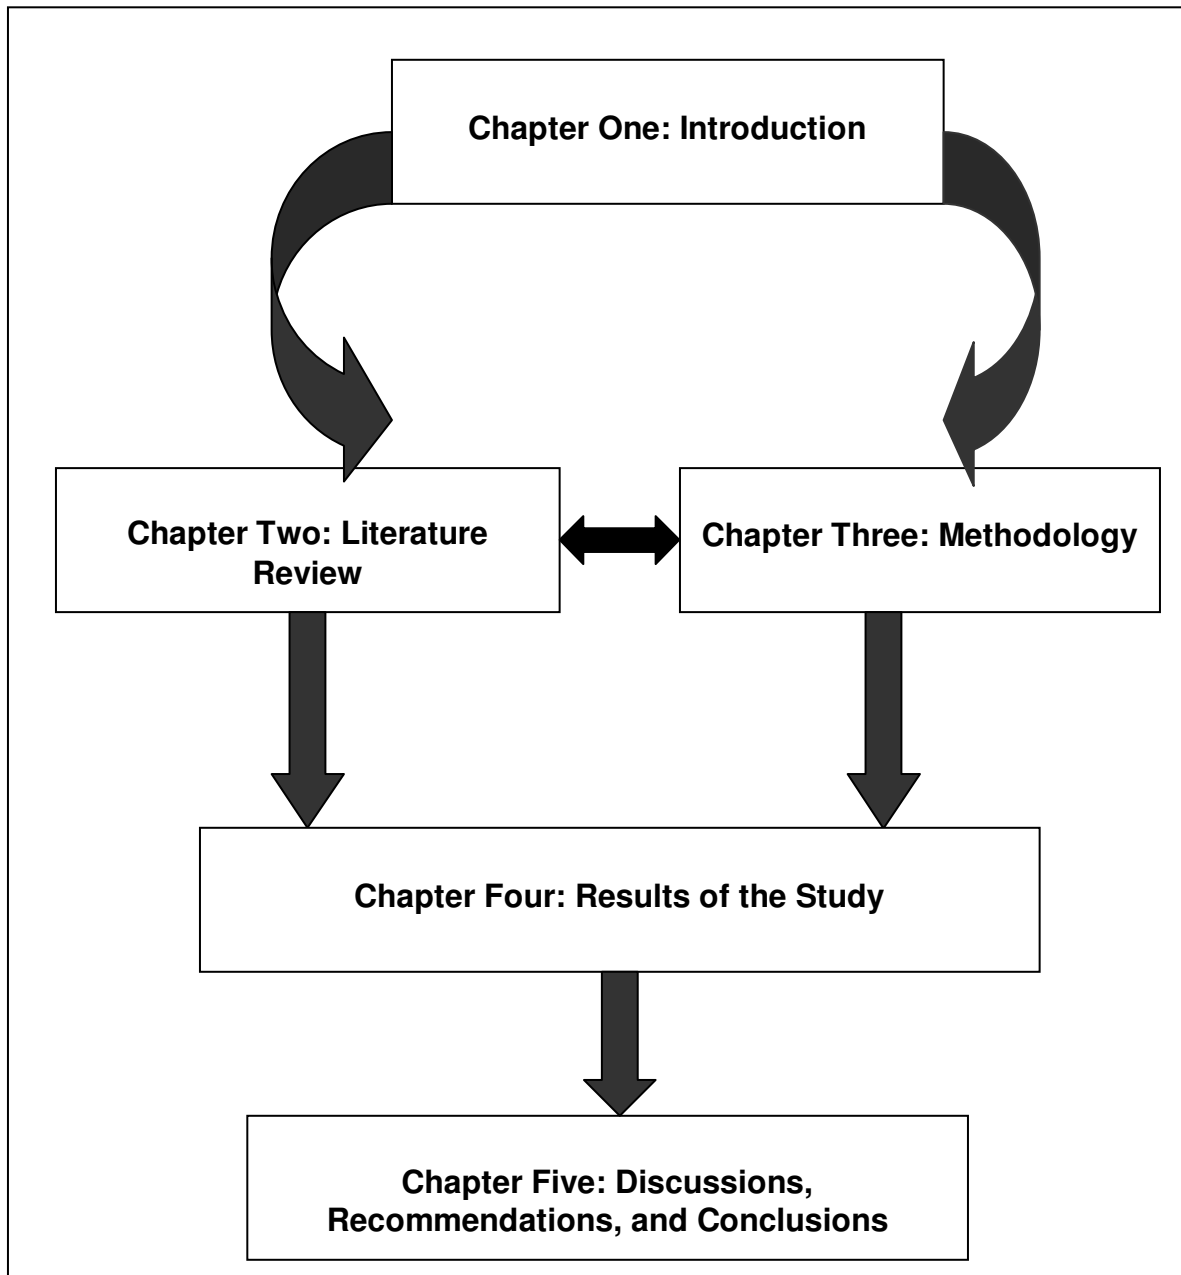 Chapter One: Introduction
Chapter Two: Literature
Review
Chapter Three: Methodology
Chapter Four: Results of the Study
Chapter Five: Discussions,
Recommendations, and Conclusions